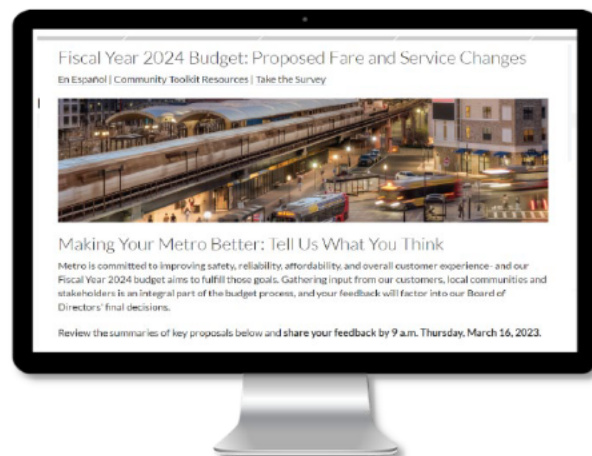 Fiscal Year 2024 Budget: Proposed Fare and Service Changes
En Español | Community Toolkit Resources | Take the Survey
Making Your Metro Better: Tell Us What You Think
Metro is committed to improving safety, reliability, affordability, and overall customer experience- and our
Fiscal Year 2024 budget aims to fulfill those goals. Gathering input from our customers, local communities and
stakeholders is an integral part of the budget process, and your feedback will factor into our Board of
Directors' final decisions.
Review the summaries of key proposals below and share your feedback by 9 a.m. Thursday, March 16, 2023.